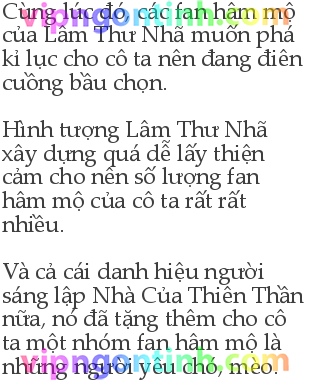 Cùng lúc đó, các fan hâm mộ
của Lâm Thư Nhã muốn phá
kỉ lục cho cô ta nên đang điên
cuồng bầu chọn.
Hình tượng Lâm Thư Nhã
xây dựng quá dễ lấy thiện
cảm cho nên số lượng fan
hâm mộ của cô ta rất rất
nhiều.
Và cả cái danh hiệu người
sáng lập Nhà Của Thiên Thần
nữa, nó đã tặng thêm cho cô
ta một nhóm fan hâm mộ là
những người yêu chó, mèo.
vipngontinh.com
vipngontinh.com